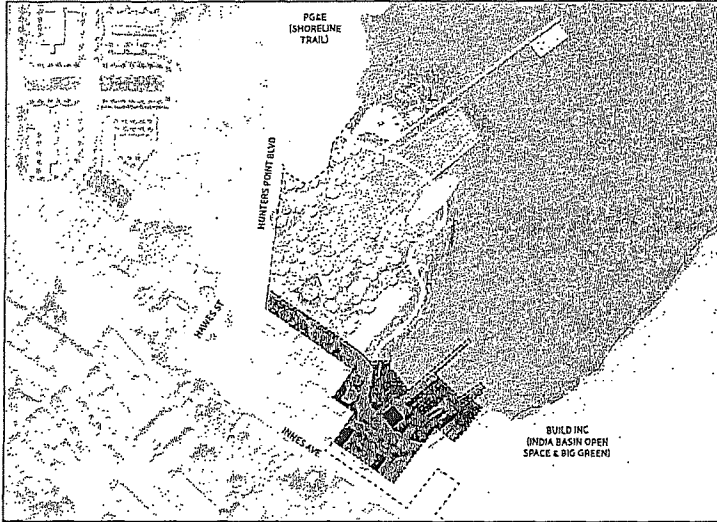 PG&E
(SHORELINE
TRAIL)
HUNTERS POINT BLVD
HAWES ST
INNES AVE
BUILD INC
(INDIA BASIN OPEN
SPACE & BIG GREEN)